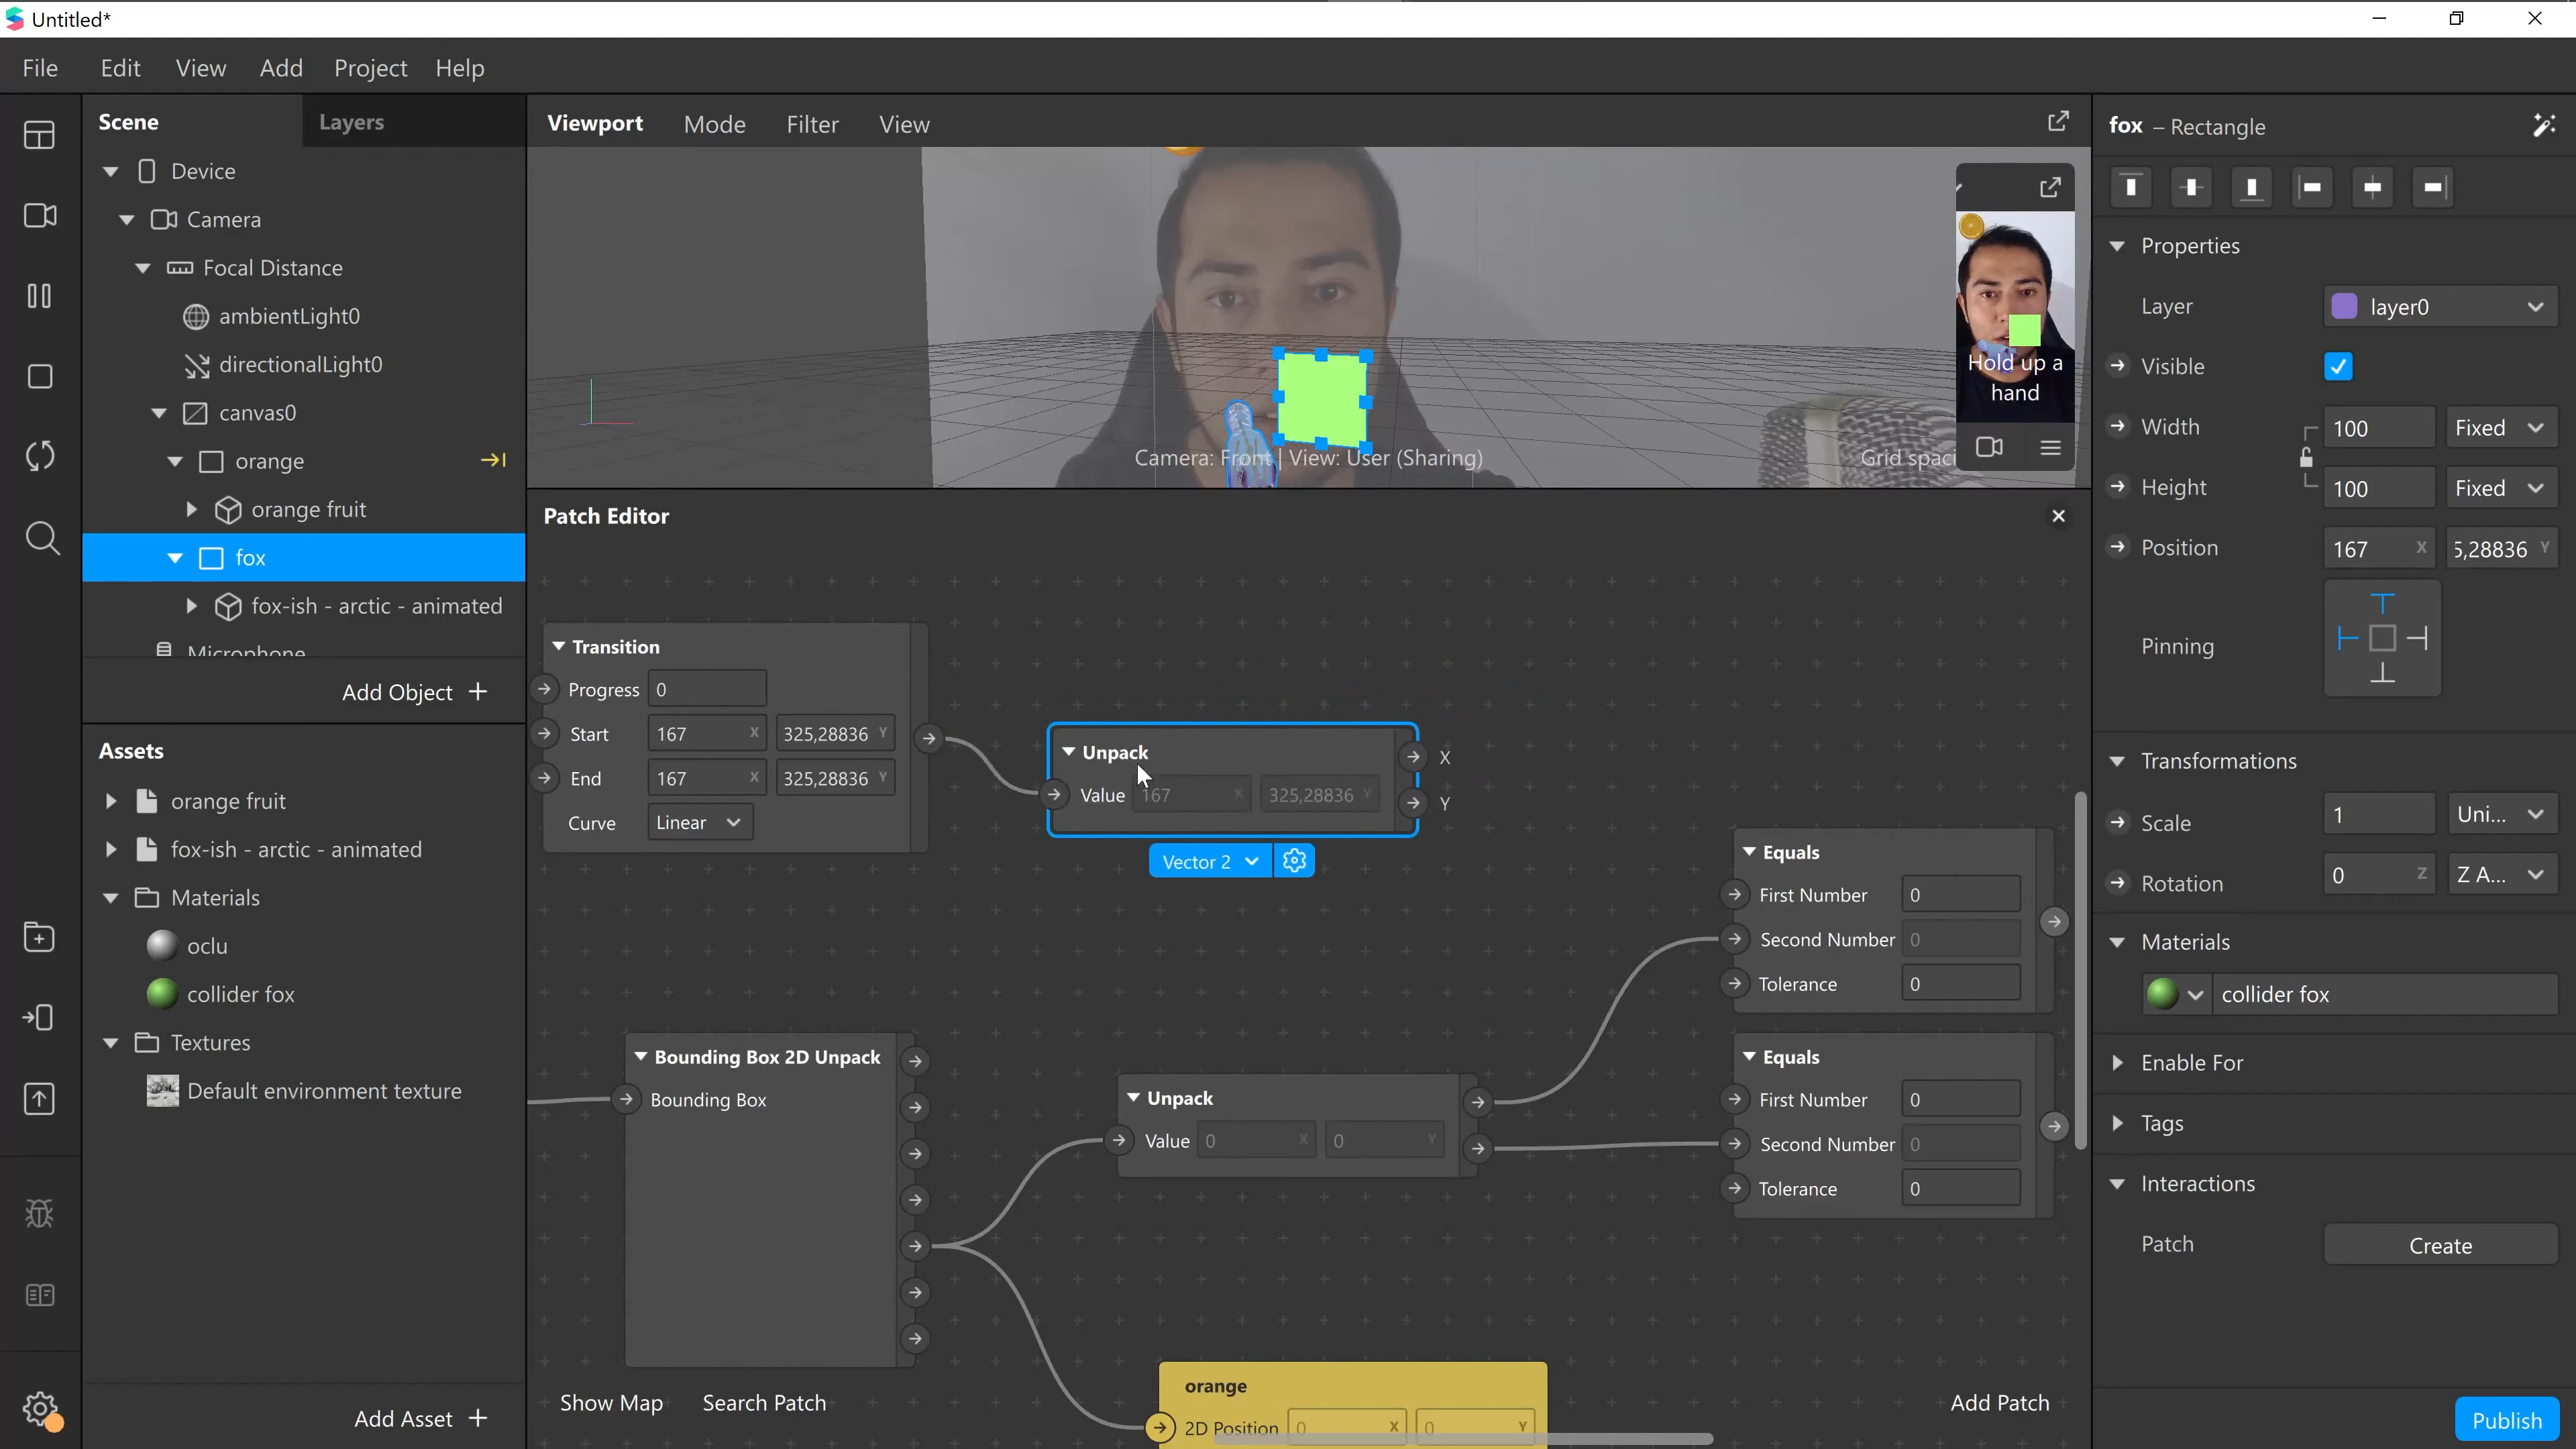 Untitled*
File Edit View Add Project Help
Scene Layers
Device
Camera
Focal Distance
ambientLight0
directionalLight0
canvas0
orange
orange fruit
fox
fox-ish - arctic - animated
Microphone
Add Object +
Assets
orange fruit
fox-ish - arctic - animated
Materials
oclu
collider fox
Textures
Default environment texture
Add Asset +
Viewport Mode Filter View
Camera: Front | View: User (Sharing)
Grid spaci
Hold up a
hand
Patch Editor
Transition
Progress 0
Start 167 X 325,28836 Y
End 167 X 325,28836 Y
Curve Linear
Unpack
Value 167 X 325,28836 Y
X
Y
Vector 2
Equals
First Number 0
Second Number 0
Tolerance 0
Bounding Box 2D Unpack
Bounding Box
Unpack
Value 0 X 0 Y
Equals
First Number 0
Second Number 0
Tolerance 0
orange
2D Position 0 X 0 Y
Show Map Search Patch
Add Patch
fox – Rectangle
Properties
Layer layer0
Visible
Width 100 Fixed
Height 100 Fixed
Position 167 X 5,28836 Y
Pinning
Transformations
Scale 1 Uni...
Rotation 0 Z Z A...
Materials
collider fox
Enable For
Tags
Interactions
Patch Create
Publish